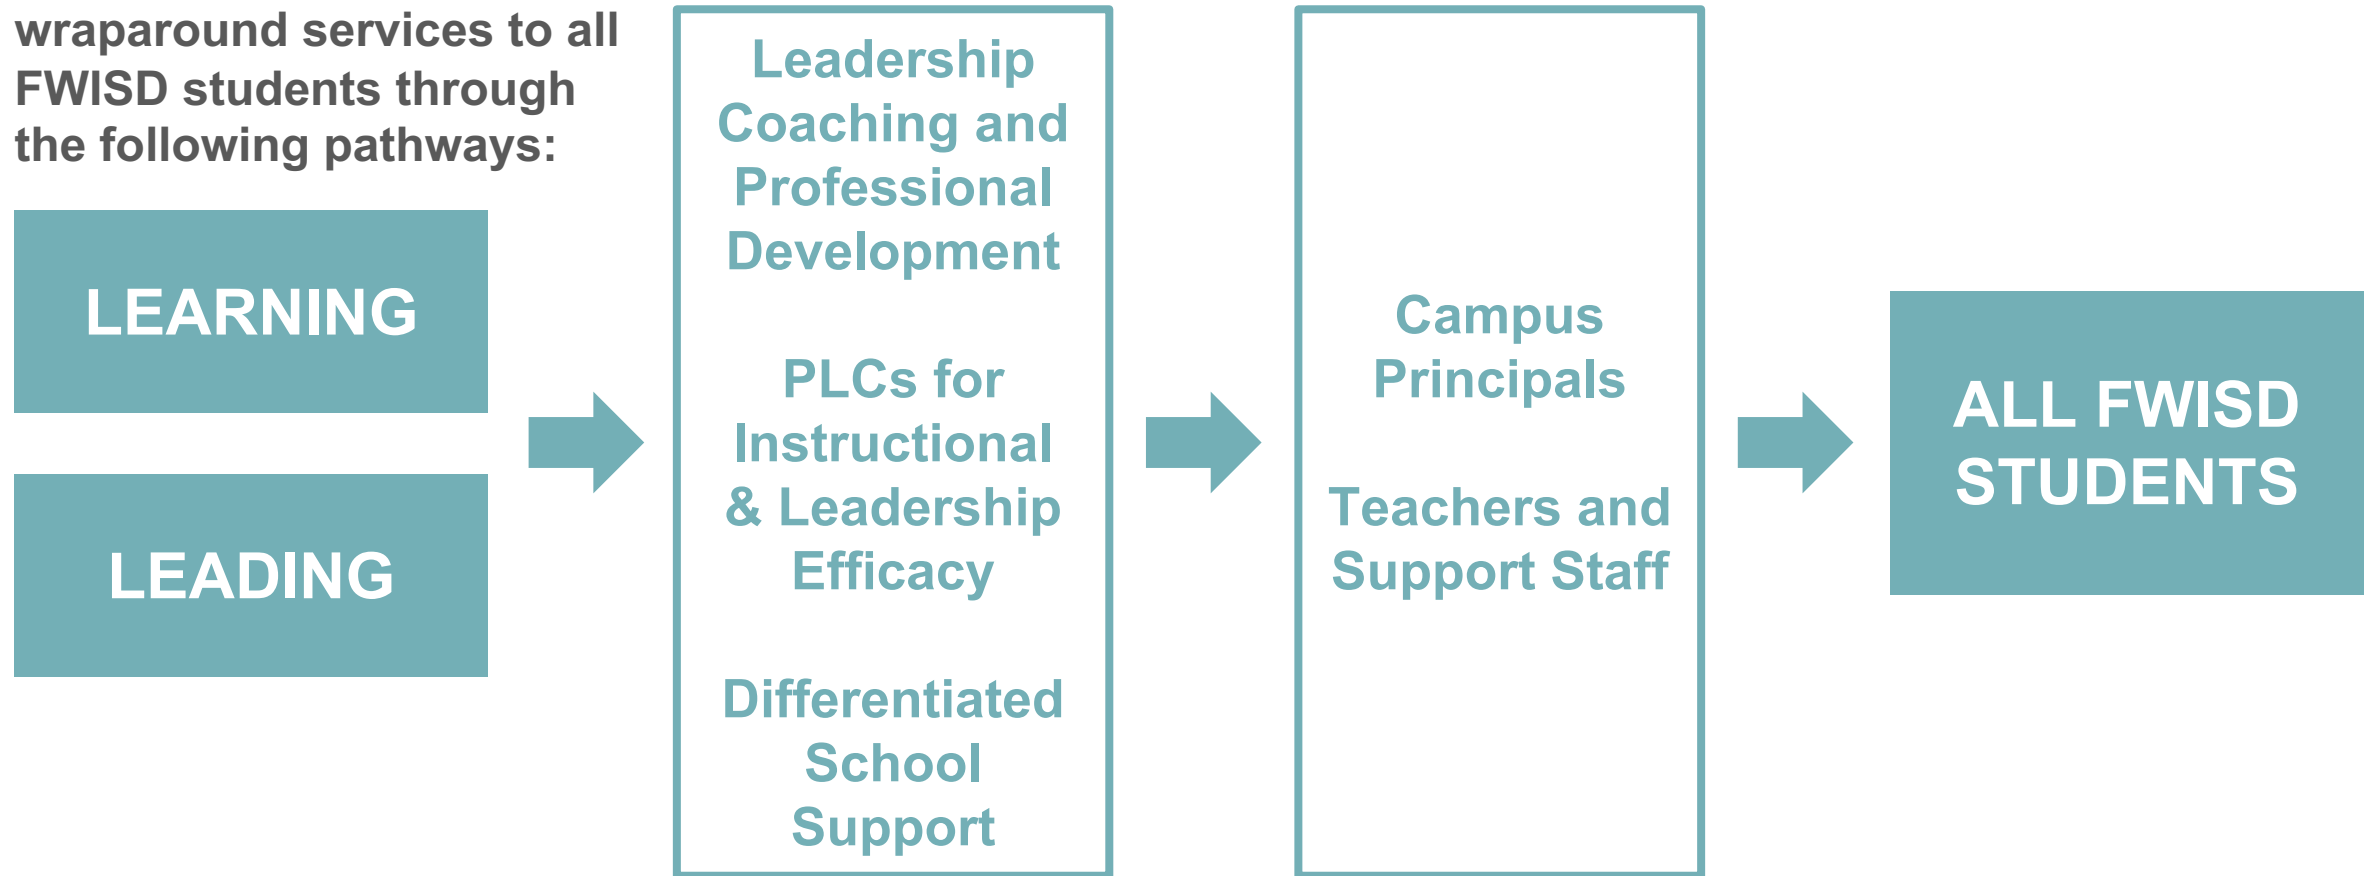 wraparound services to all
FWISD students through
the following pathways:
LEARNING
LEADING
Leadership
Coaching and
Professional
Development
PLCs for
Instructional
& Leadership
Efficacy
Differentiated
School
Support
Campus
Principals
Teachers and
Support Staff
ALL FWISD
STUDENTS